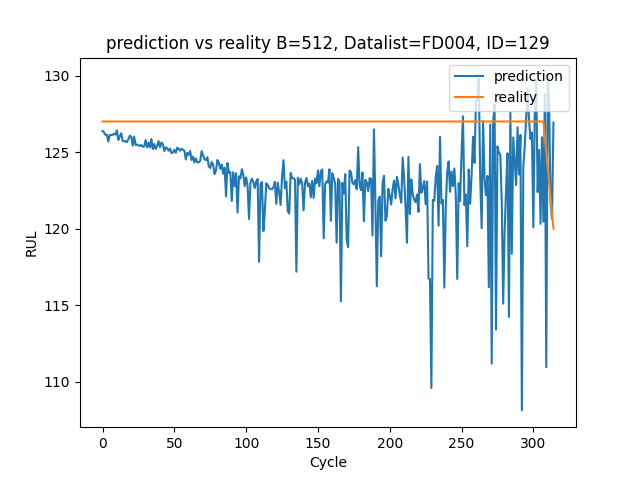 prediction vs reality B=512, Datalist=FD004, ID=129
prediction
reality
130
125
120
115
110
RUL
0
50
100
150
200
250
300
Cycle